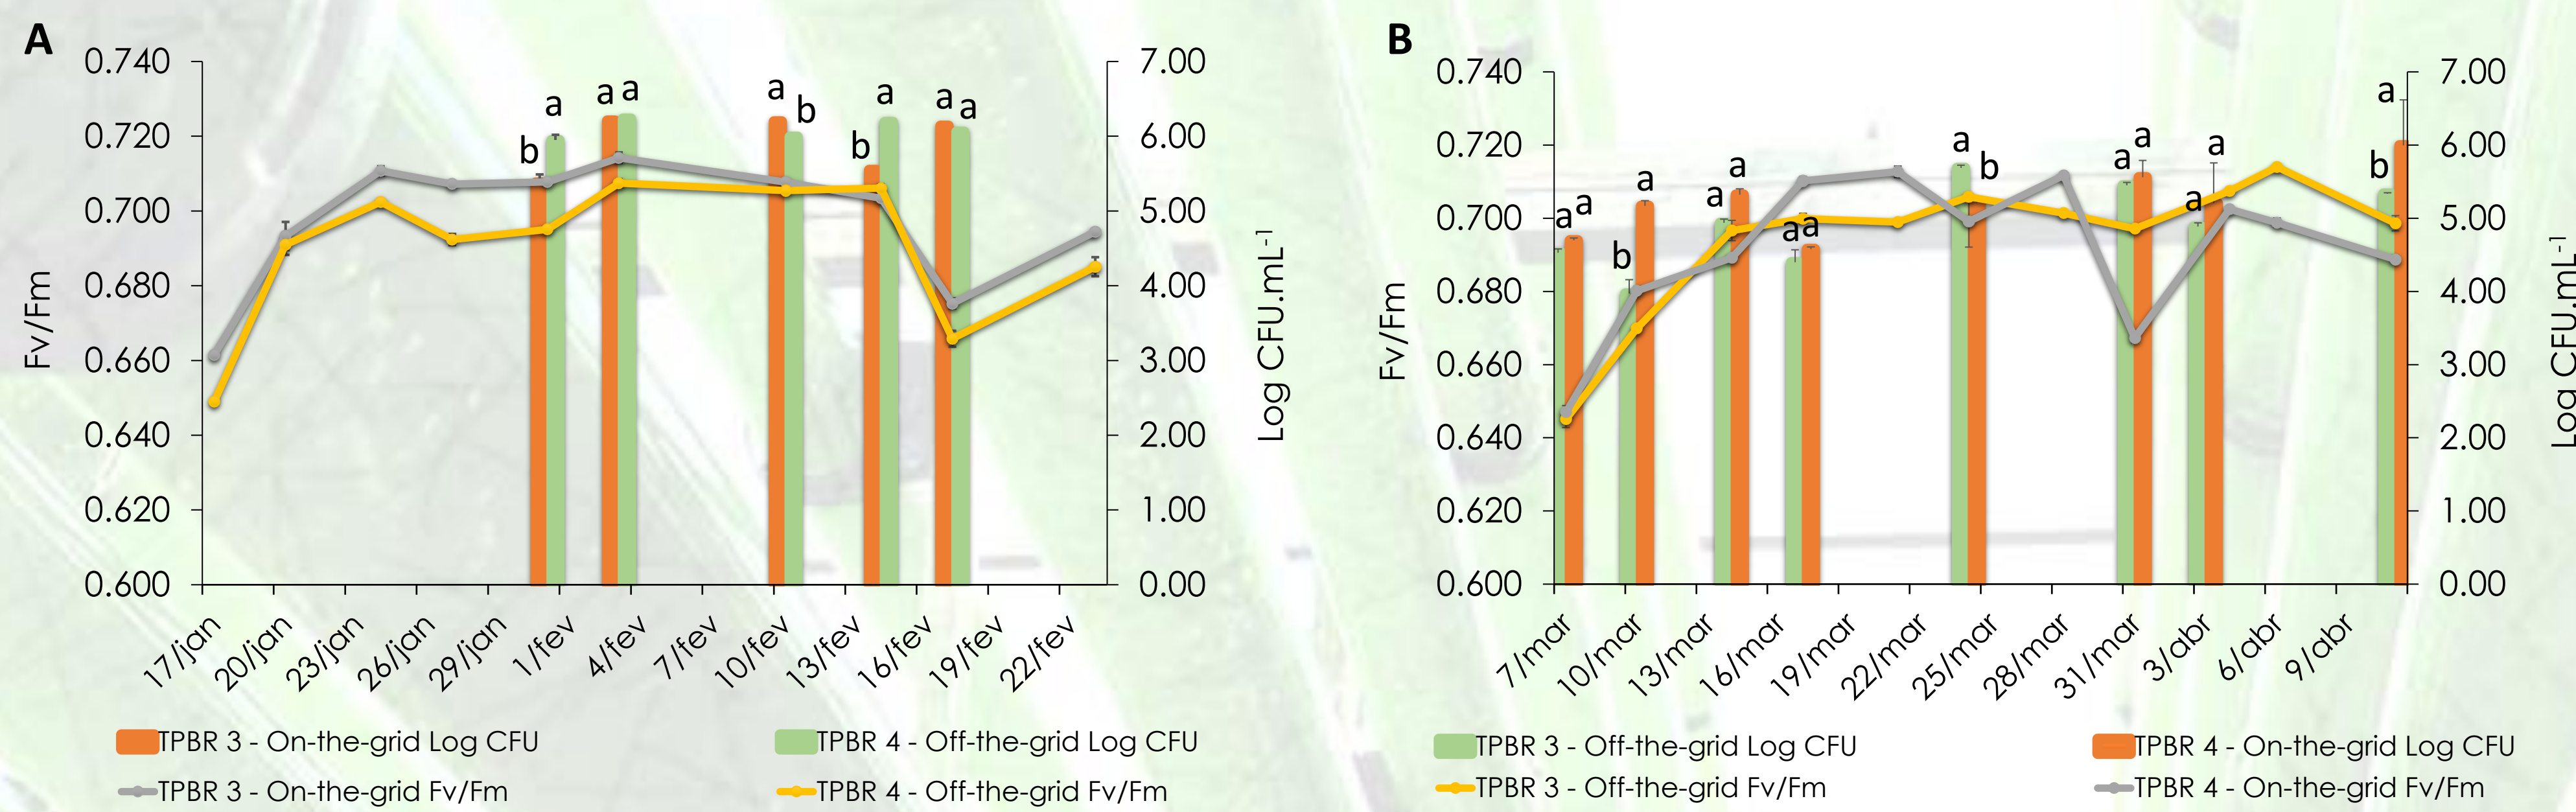 A
0.740
0.720
0.700
0.680
0.660
0.640
0.620
0.600
Fv/Fm
7.00
6.00
5.00
4.00
3.00
2.00
1.00
0.00
Log CFU.mL-1
b a a a a b b a a a
17/jan 20/jan 23/jan 26/jan 29/jan 1/fev 4/fev 7/fev 10/fev 13/fev 16/fev 19/fev 22/fev
TPBR 3 - On-the-grid Log CFU
TPBR 4 - Off-the-grid Log CFU
TPBR 3 - On-the-grid Fv/Fm
TPBR 4 - Off-the-grid Fv/Fm
B
0.740
0.720
0.700
0.680
0.660
0.640
0.620
0.600
Fv/Fm
7.00
6.00
5.00
4.00
3.00
2.00
1.00
0.00
Log CFU.mL-1
a a b a a a a a a b a a a a b a
7/mar 10/mar 13/mar 16/mar 19/mar 22/mar 25/mar 28/mar 31/mar 3/abr 6/abr 9/abr
TPBR 3 - Off-the-grid Log CFU
TPBR 4 - On-the-grid Log CFU
TPBR 3 - Off-the-grid Fv/Fm
TPBR 4 - On-the-grid Fv/Fm